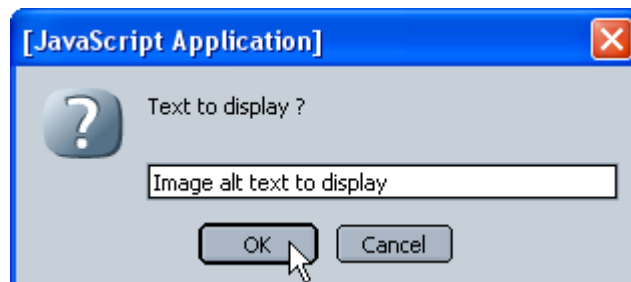 [JavaScript Application]
Text to display ?
Image alt text to display
OK Cancel